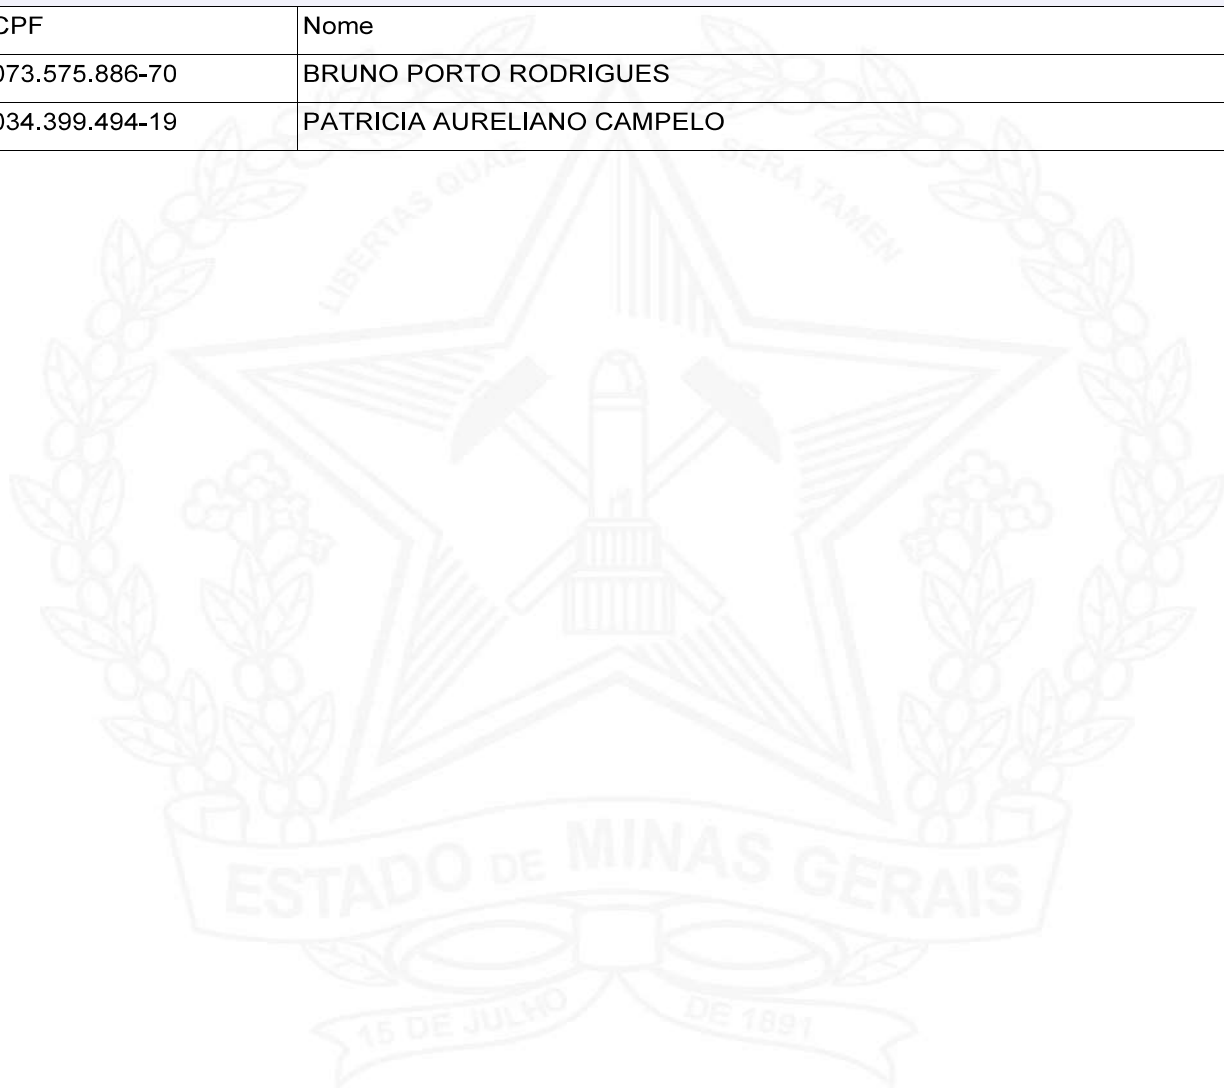 CPF Nome
073.575.886-70 BRUNO PORTO RODRIGUES
034.399.494-19 PATRICIA AURELIANO CAMPELO
LIBERTAS QUAE SERA TAMEN
ESTADO DE MINAS GERAIS
15 DE JULHO DE 1891